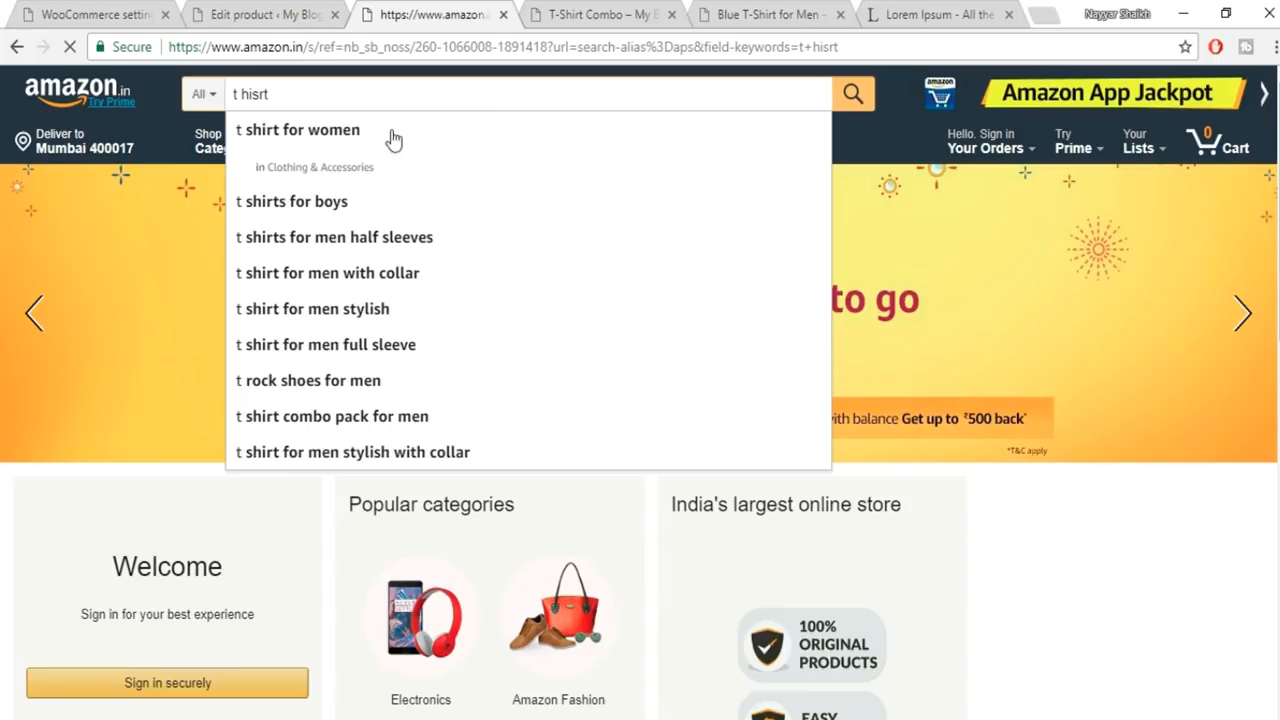 WooCommerce settin
Edit product ‹ My Blog
https://www.amazon.
T-Shirt Combo – My B
Blue T-Shirt for Men –
Lorem Ipsum - All the
Nayyar Shaikh
Secure
https://www.amazon.in/s/ref=nb_sb_noss/260-1066008-1891418?url=search-alias%3Daps&field-keywords=t+hisrt
amazon.in
Try Prime
All
t hisrt
amazon
Amazon App Jackpot
Deliver to
Mumbai 400017
Shop
Cate
Hello. Sign in
Your Orders
Try
Prime
Your
Lists
0
Cart
t shirt for women
in Clothing & Accessories
t shirts for boys
t shirts for men half sleeves
t shirt for men with collar
t shirt for men stylish
t shirt for men full sleeve
t rock shoes for men
t shirt combo pack for men
t shirt for men stylish with collar
to go
with balance Get up to ₹500 back*
*T&C apply
Welcome
Sign in for your best experience
Sign in securely
Popular categories
Electronics
Amazon Fashion
India's largest online store
100%
ORIGINAL
PRODUCTS
EASY